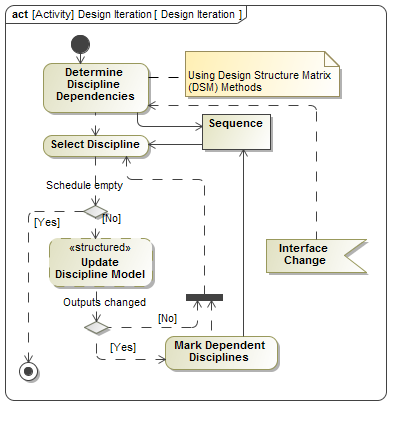 act [Activity] Design Iteration [ Design Iteration ]
Determine
Discipline
Dependencies
Using Design Structure Matrix
(DSM) Methods
Sequence
Select Discipline
Schedule empty
[Yes]
[No]
«structured»
Update
Discipline Model
Interface
Change
Outputs changed
[No]
[Yes]
Mark Dependent
Disciplines